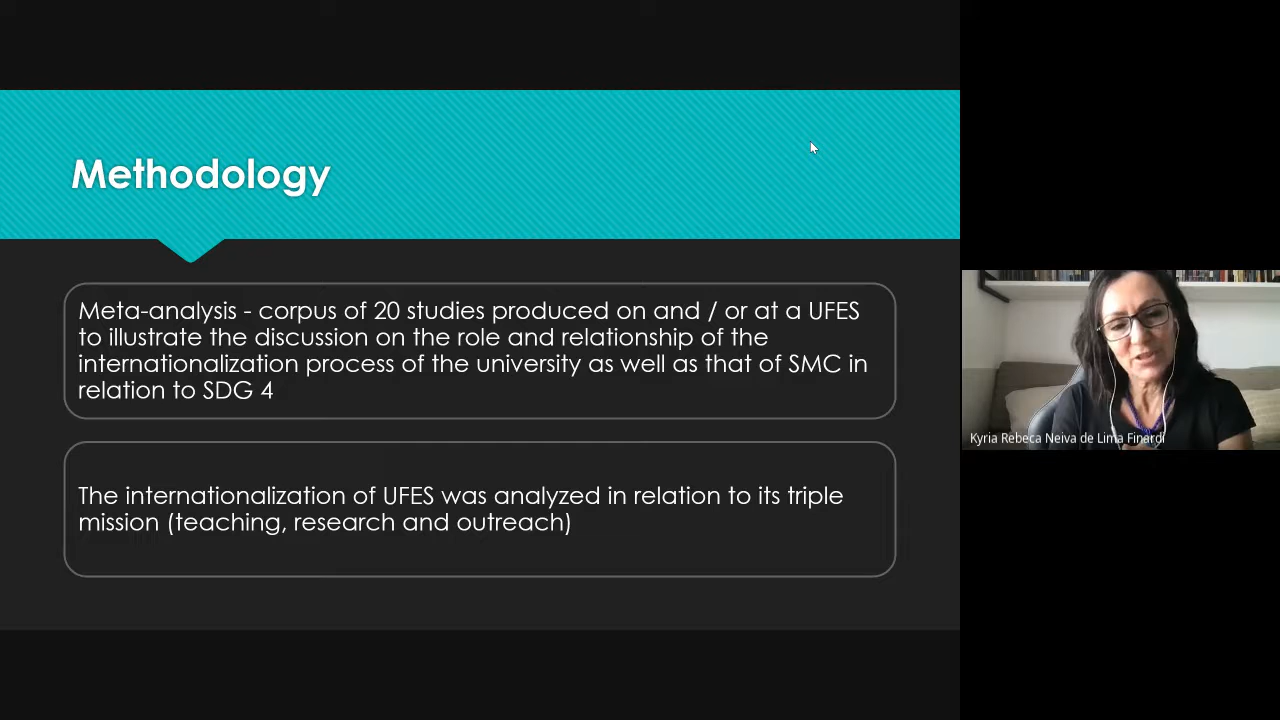 Methodology
Meta-analysis - corpus of 20 studies produced on and / or at a UFES
to illustrate the discussion on the role and relationship of the
internationalization process of the university as well as that of SMC in
relation to SDG 4
The internationalization of UFES was analyzed in relation to its triple
mission (teaching, research and outreach)
Kyria Rebeca Neiva de Lima Finardi